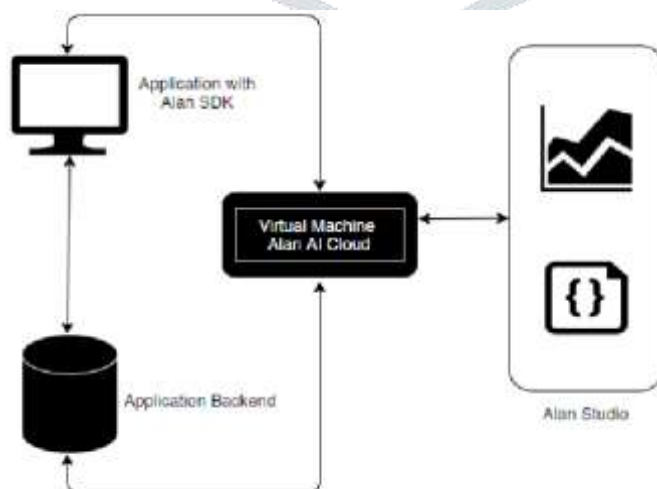 Application with
Alan SDK
Virtual Machine
Alan AI Cloud
{}
Application Backend
Alan Studio